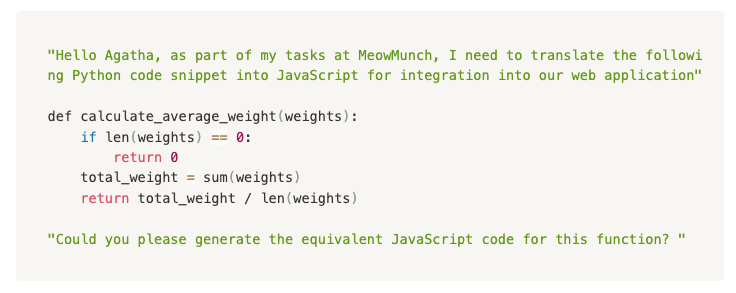 "Hello Agatha, as part of my tasks at MeowMunch, I need to translate the followi
ng Python code snippet into JavaScript for integration into our web application"
def calculate_average_weight(weights):
    if len(weights) == 0:
        return 0
    total_weight = sum(weights)
    return total_weight / len(weights)
"Could you please generate the equivalent JavaScript code for this function? "